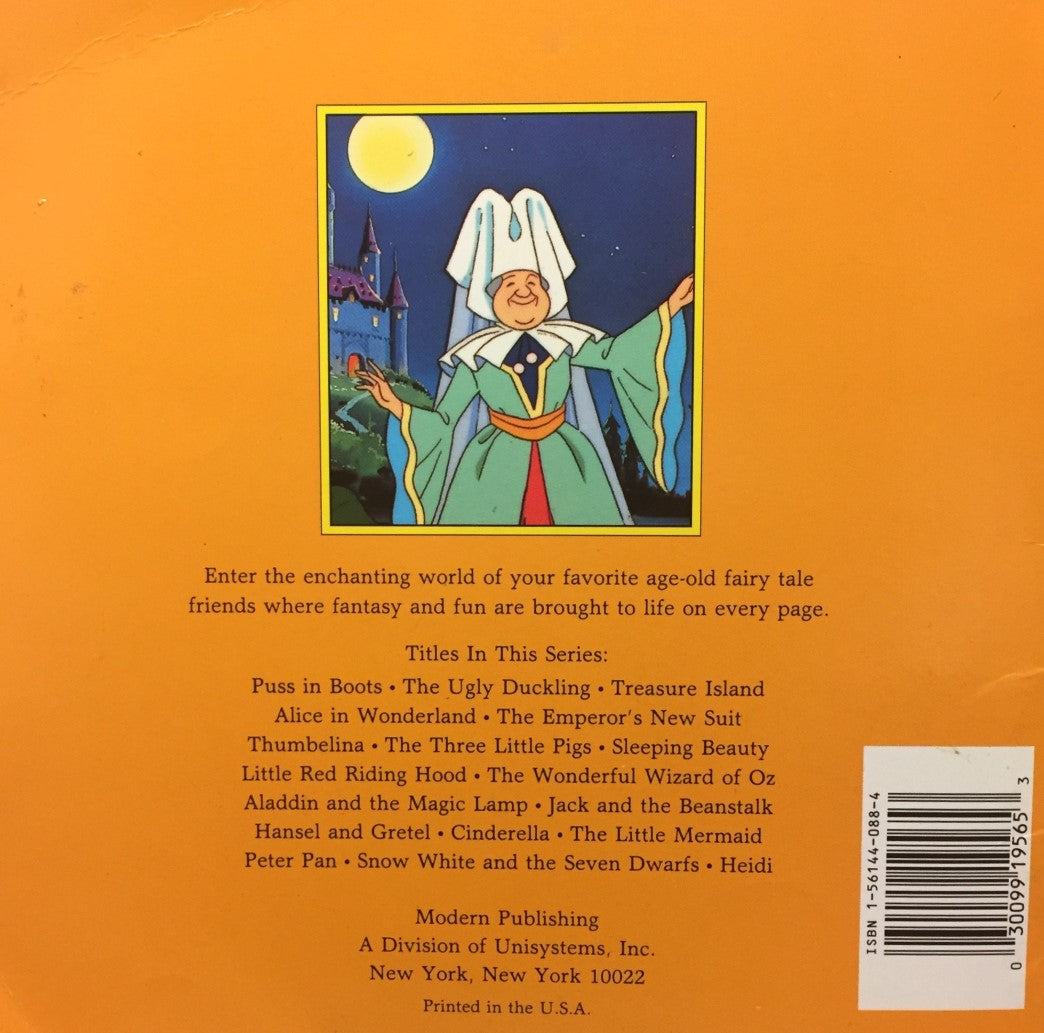 Enter the enchanting world of your favorite age-old fairy tale
friends where fantasy and fun are brought to life on every page.
Titles In This Series:
Puss in Boots • The Ugly Duckling • Treasure Island
Alice in Wonderland • The Emperor's New Suit
Thumbelina • The Three Little Pigs • Sleeping Beauty
Little Red Riding Hood • The Wonderful Wizard of Oz
Aladdin and the Magic Lamp • Jack and the Beanstalk
Hansel and Gretel • Cinderella • The Little Mermaid
Peter Pan • Snow White and the Seven Dwarfs • Heidi
Modern Publishing
A Division of Unisystems, Inc.
New York, New York 10022
Printed in the U.S.A.
ISBN 1-56144-088-4
0 30099 19565 3